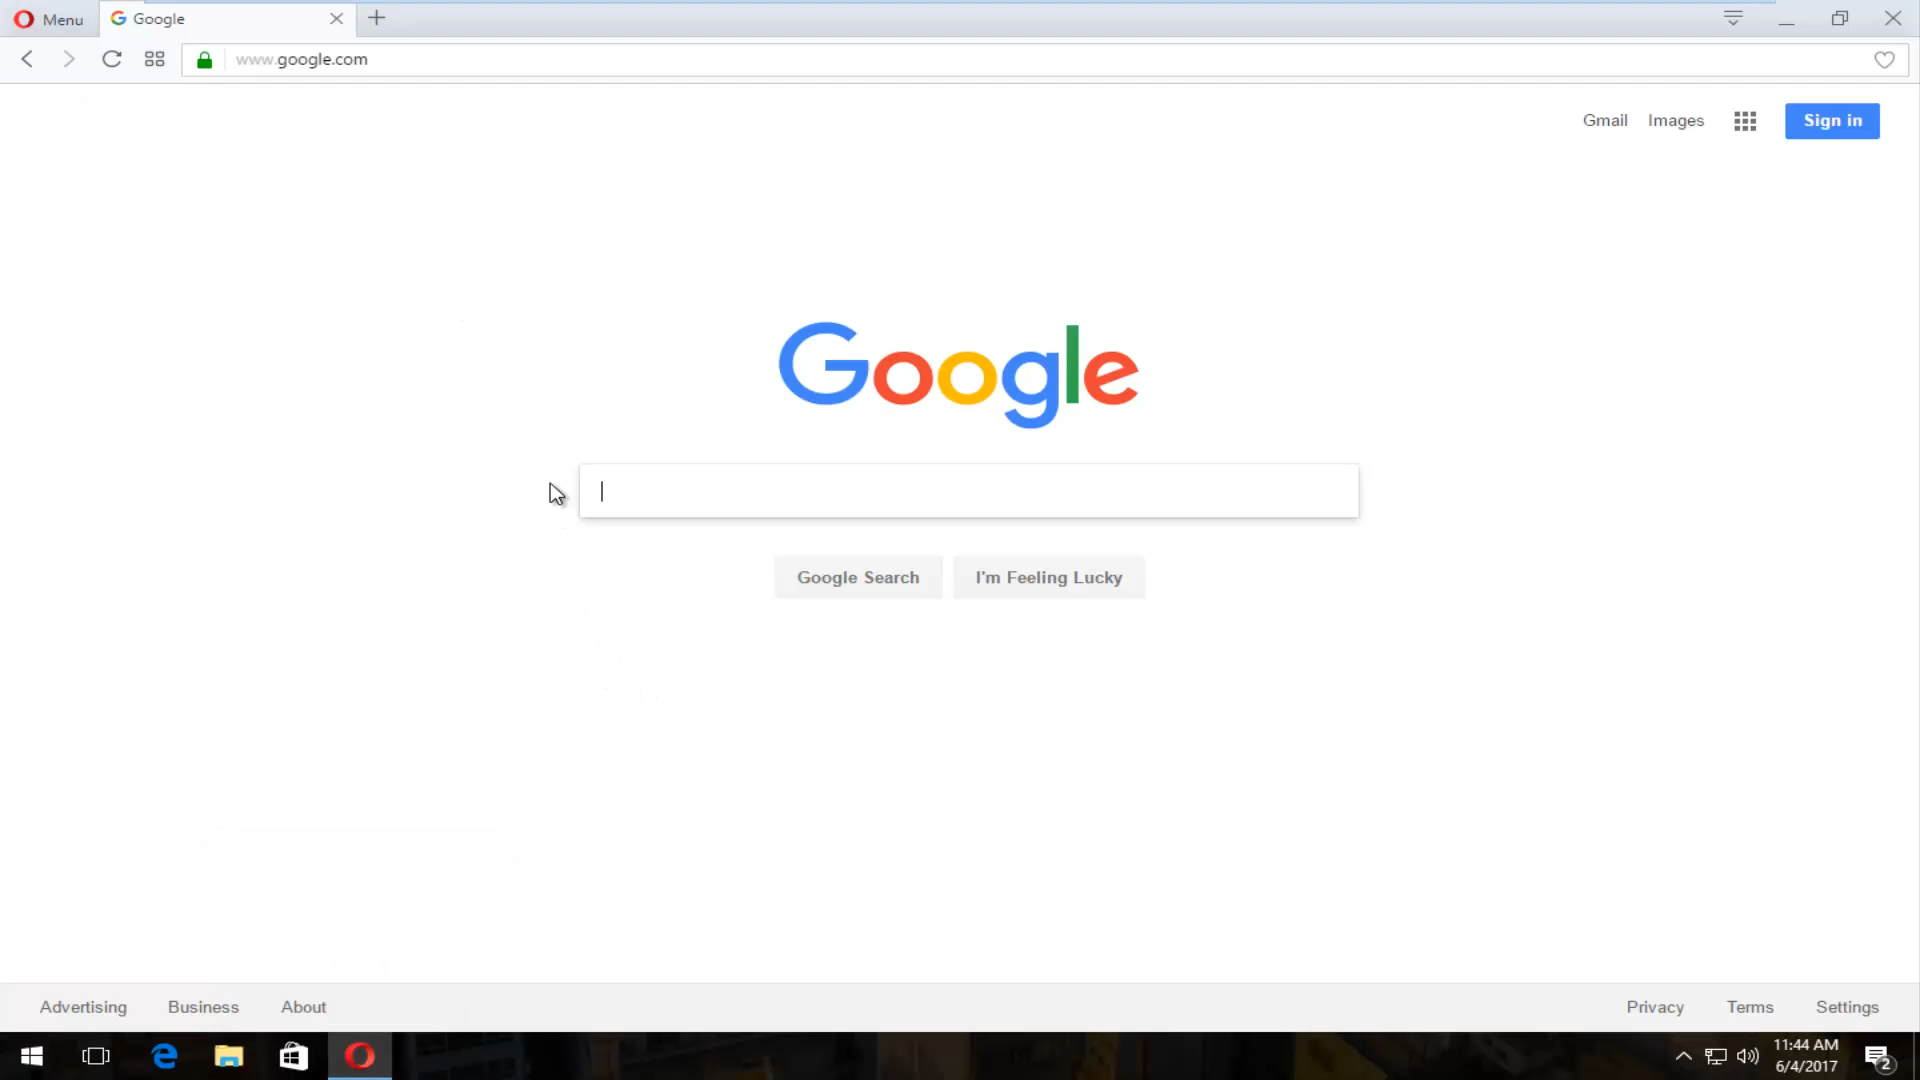 Menu
Google
www.google.com
Gmail
Images
Sign in
Google
Google Search
I'm Feeling Lucky
Advertising
Business
About
Privacy
Terms
Settings
11:44 AM
6/4/2017
2